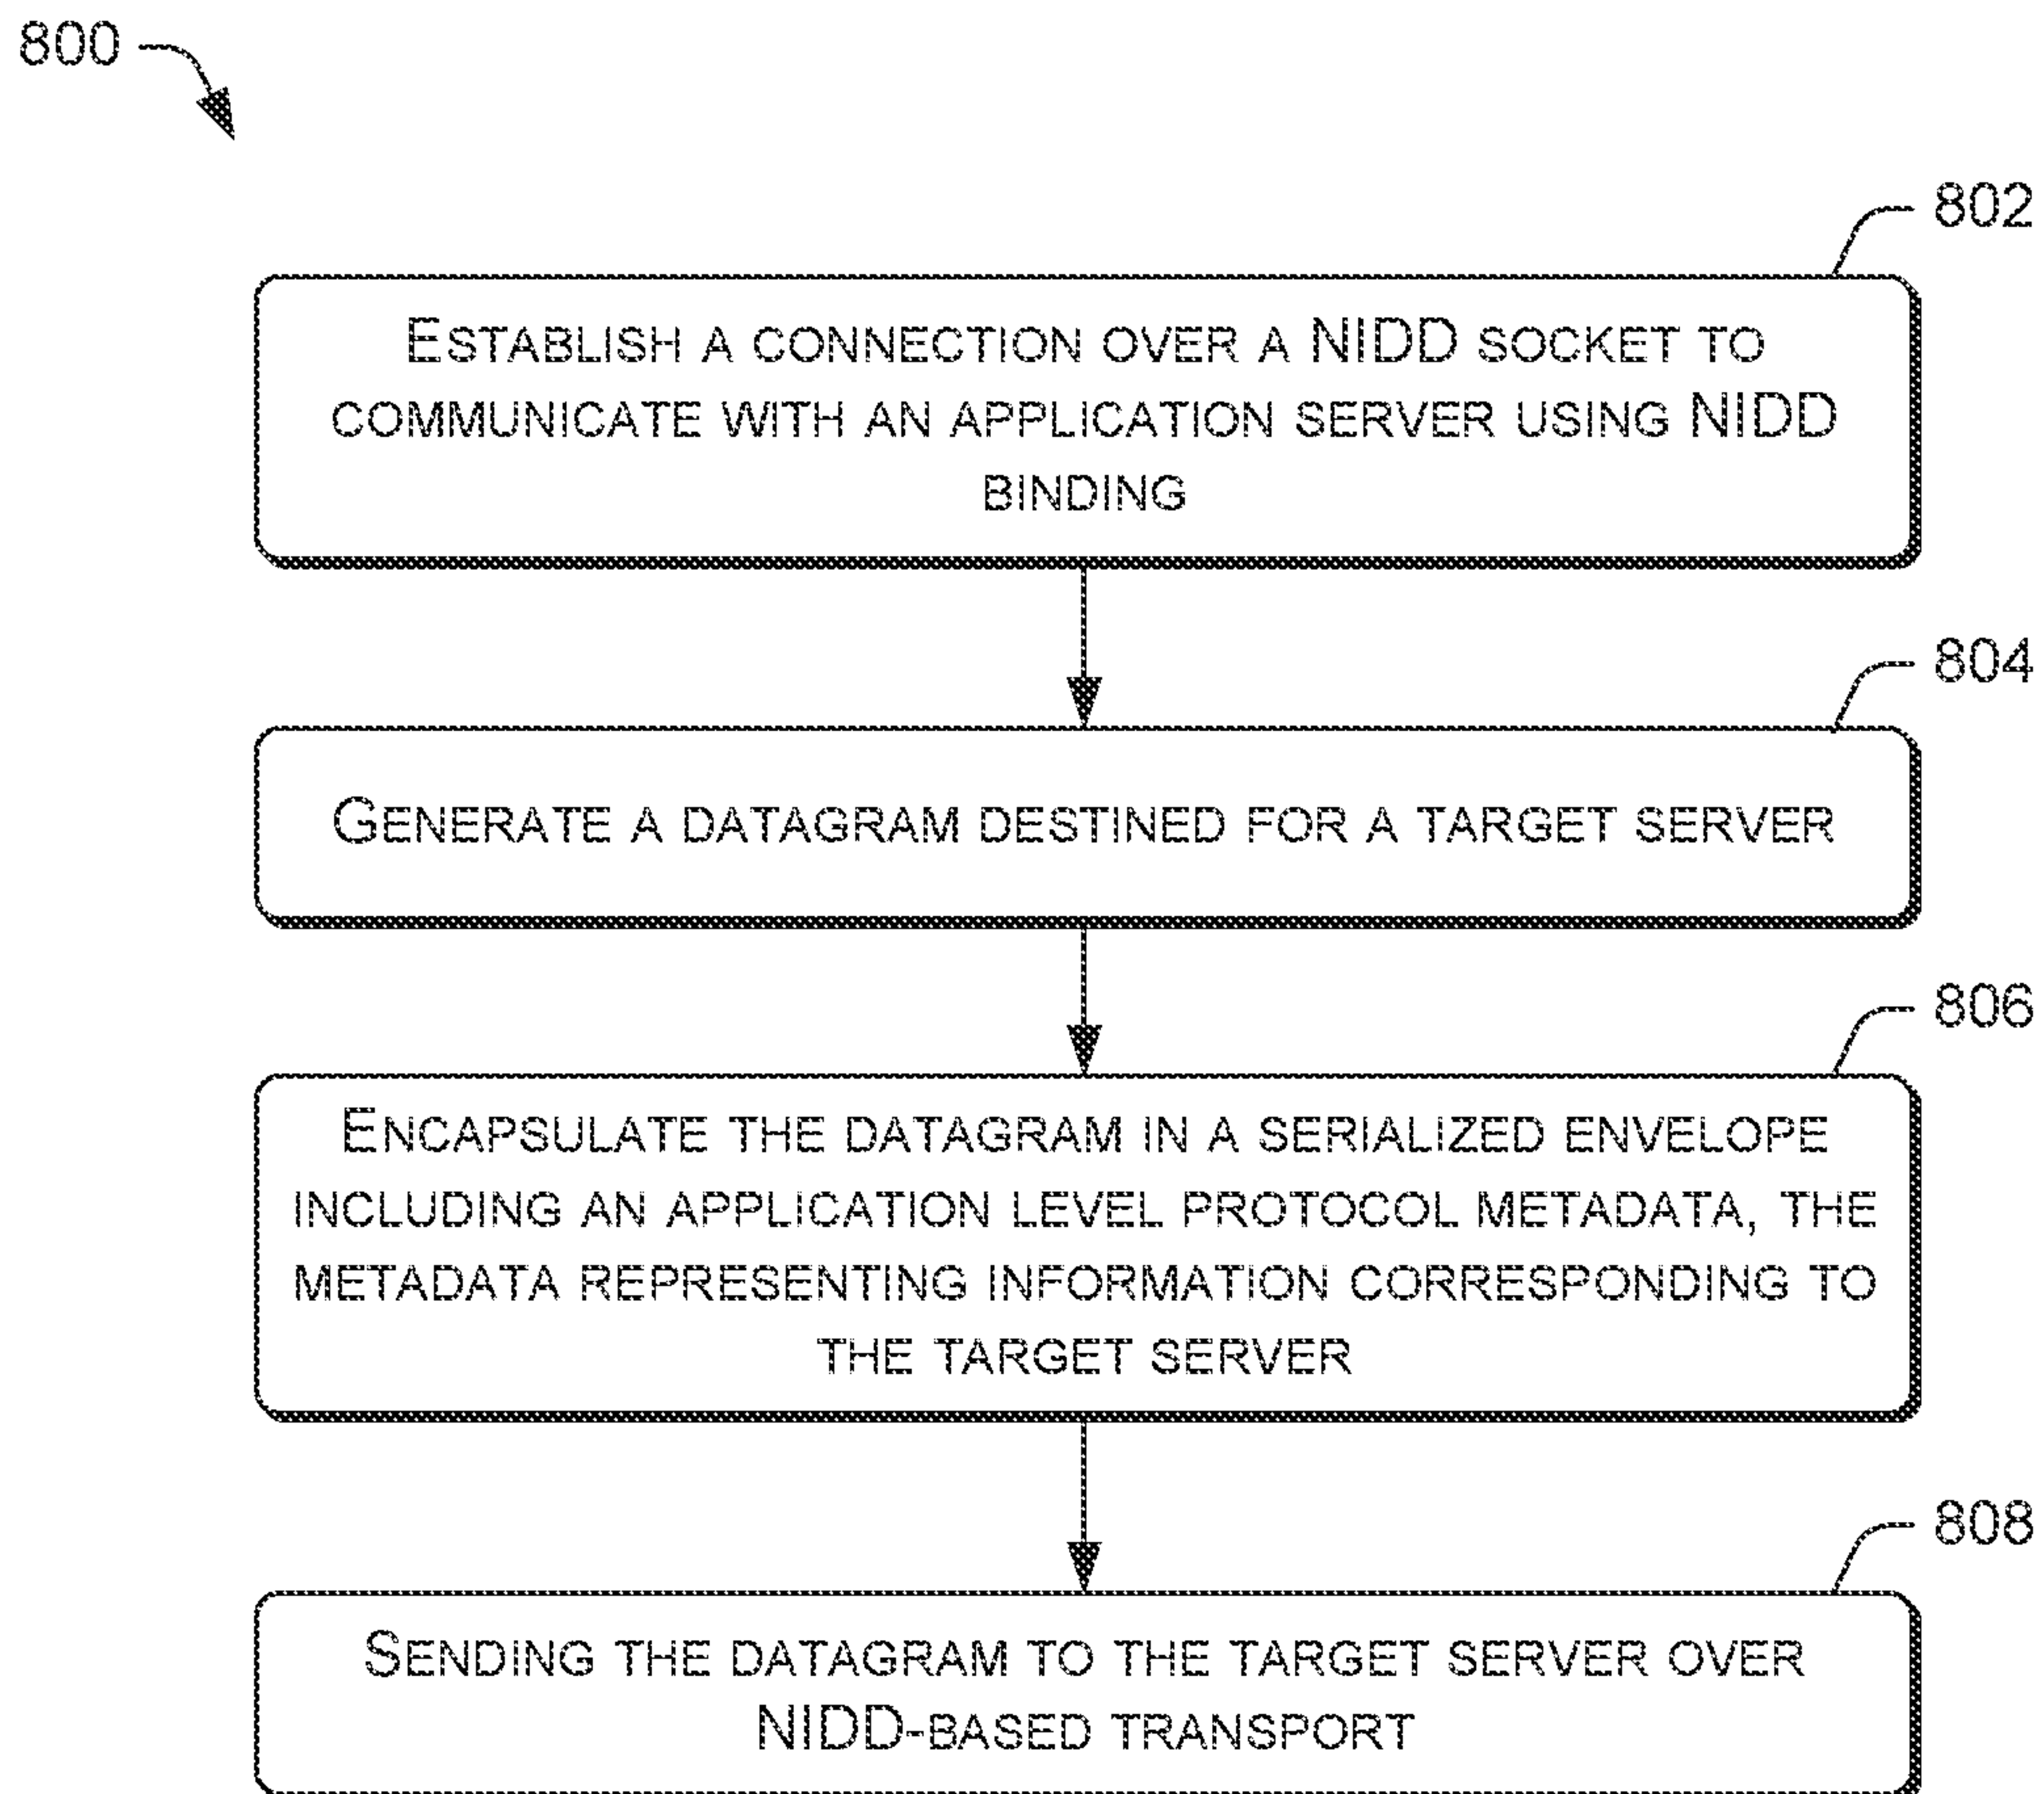 800
802
ESTABLISH A CONNECTION OVER A NIDD SOCKET TO
COMMUNICATE WITH AN APPLICATION SERVER USING NIDD
BINDING
804
GENERATE A DATAGRAM DESTINED FOR A TARGET SERVER
806
ENCAPSULATE THE DATAGRAM IN A SERIALIZED ENVELOPE
INCLUDING AN APPLICATION LEVEL PROTOCOL METADATA, THE
METADATA REPRESENTING INFORMATION CORRESPONDING TO
THE TARGET SERVER
808
SENDING THE DATAGRAM TO THE TARGET SERVER OVER
NIDD-BASED TRANSPORT